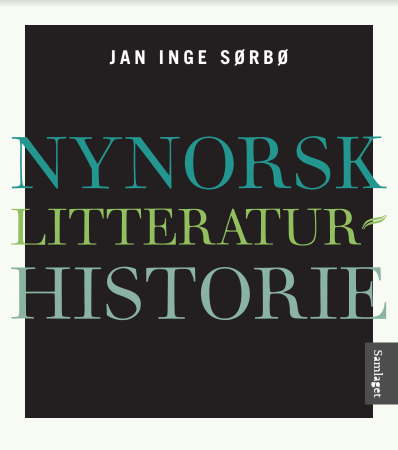 JAN INGE SØRBØ
NYNORSK
LITTERATUR-
HISTORIE
Samlaget